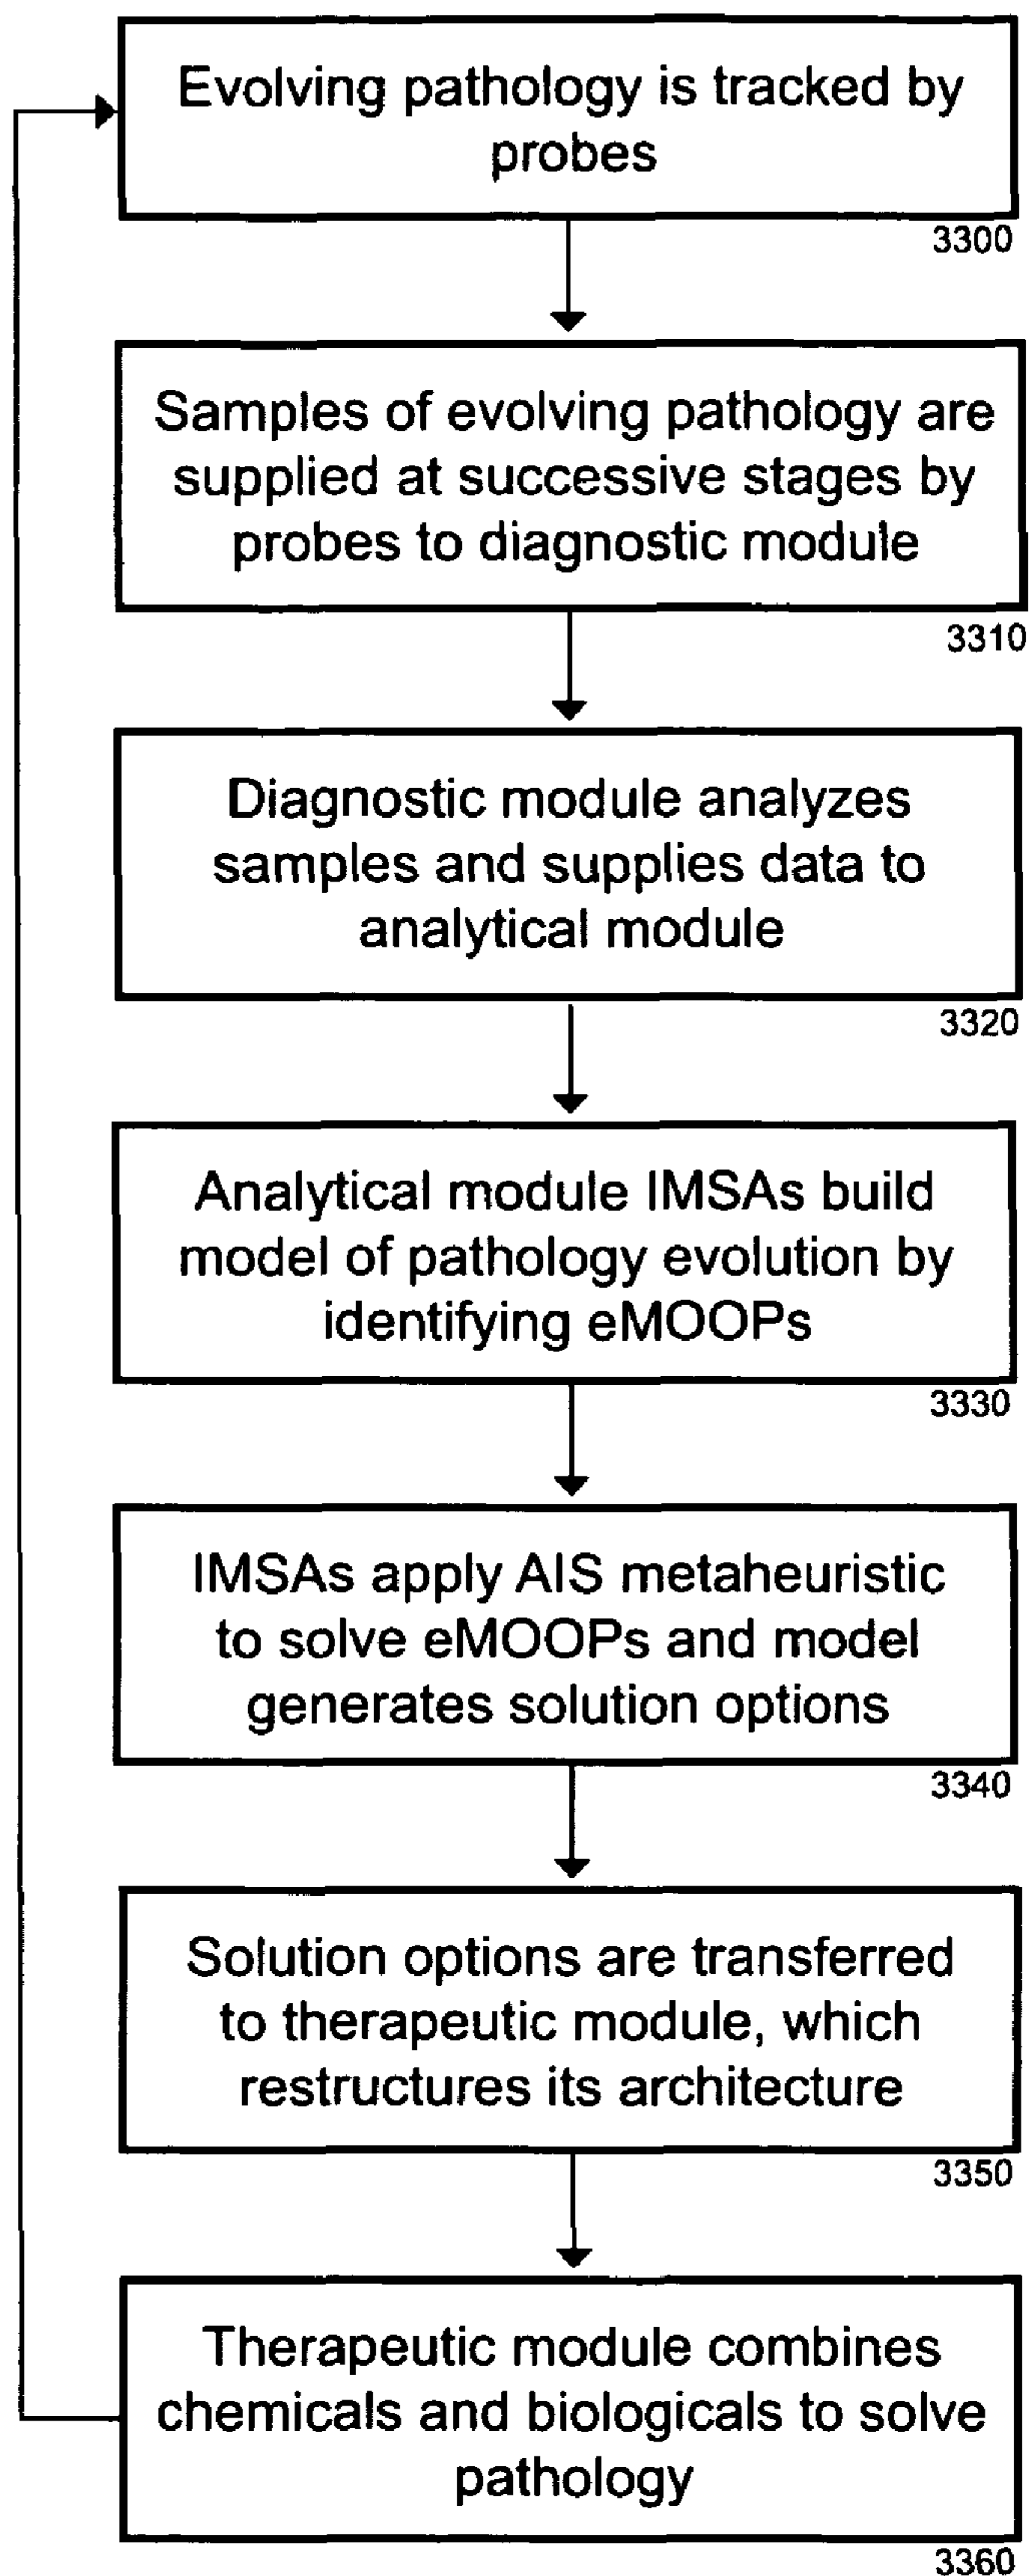 Evolving pathology is tracked by
probes
3300
Samples of evolving pathology are
supplied at successive stages by
probes to diagnostic module
3310
Diagnostic module analyzes
samples and supplies data to
analytical module
3320
Analytical module IMSAs build
model of pathology evolution by
identifying eMOOPs
3330
IMSAs apply AIS metaheuristic
to solve eMOOPs and model
generates solution options
3340
Solution options are transferred
to therapeutic module, which
restructures its architecture
3350
Therapeutic module combines
chemicals and biologicals to solve
pathology
3360